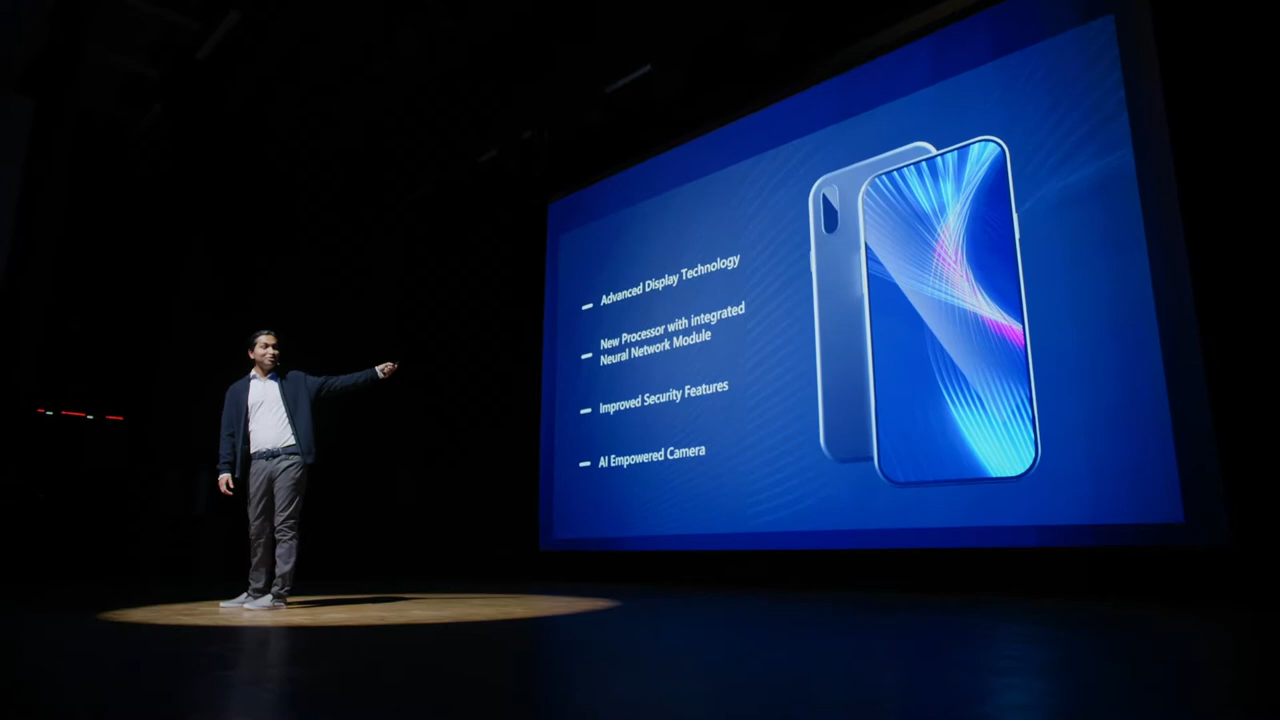 Advanced Display Technology
New Processor with integrated
Neural Network Module
Improved Security Features
AI Empowered Camera